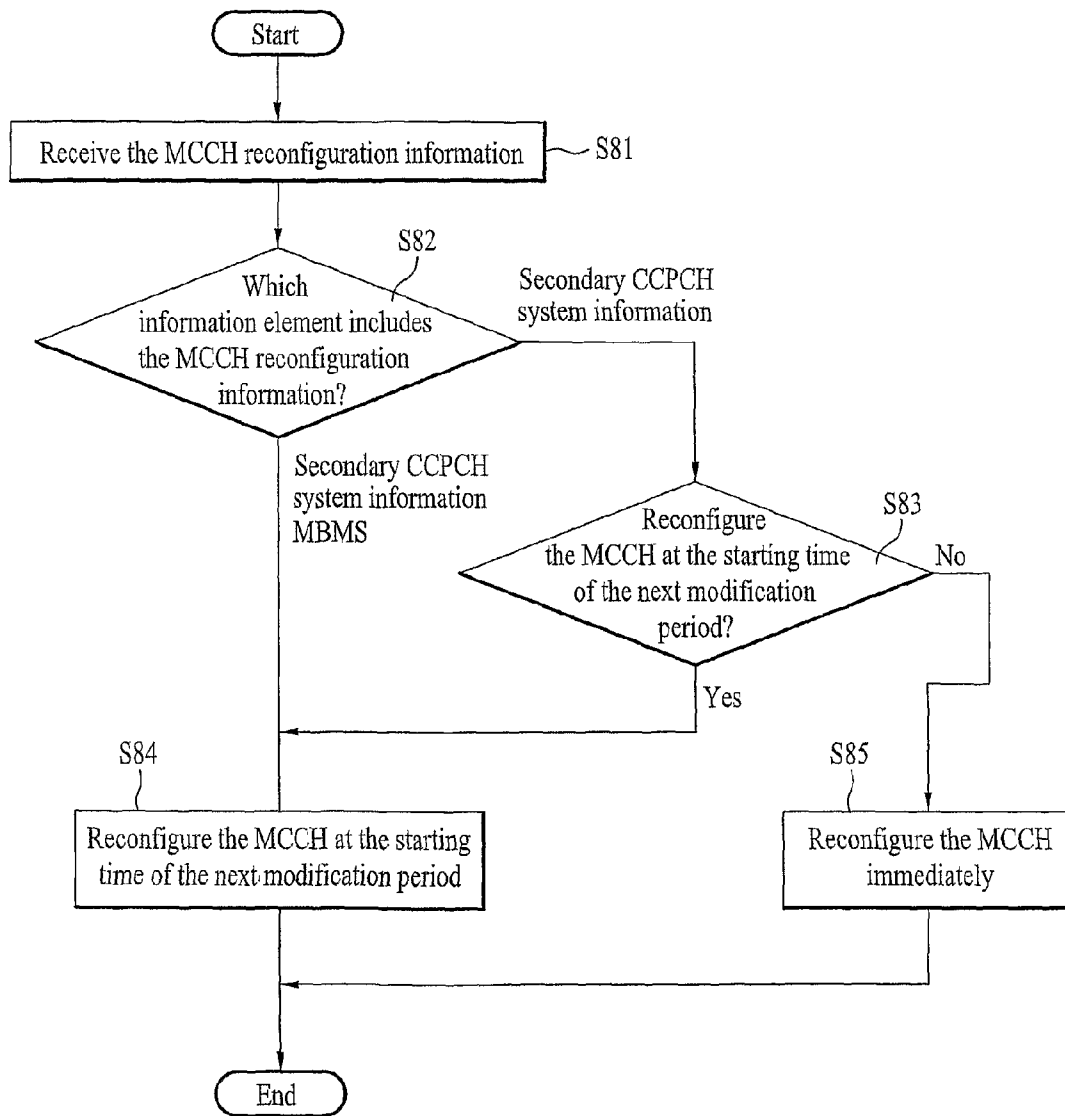 Start
Receive the MCCH reconfiguration information
S81
S82
Which
information element includes
the MCCH reconfiguration
information?
Secondary CCPCH
system information
Secondary CCPCH
system information
MBMS
S83
Reconfigure
the MCCH at the starting time
of the next modification
period?
No
Yes
S84
Reconfigure the MCCH at the starting
time of the next modification period
S85
Reconfigure the MCCH
immediately
End